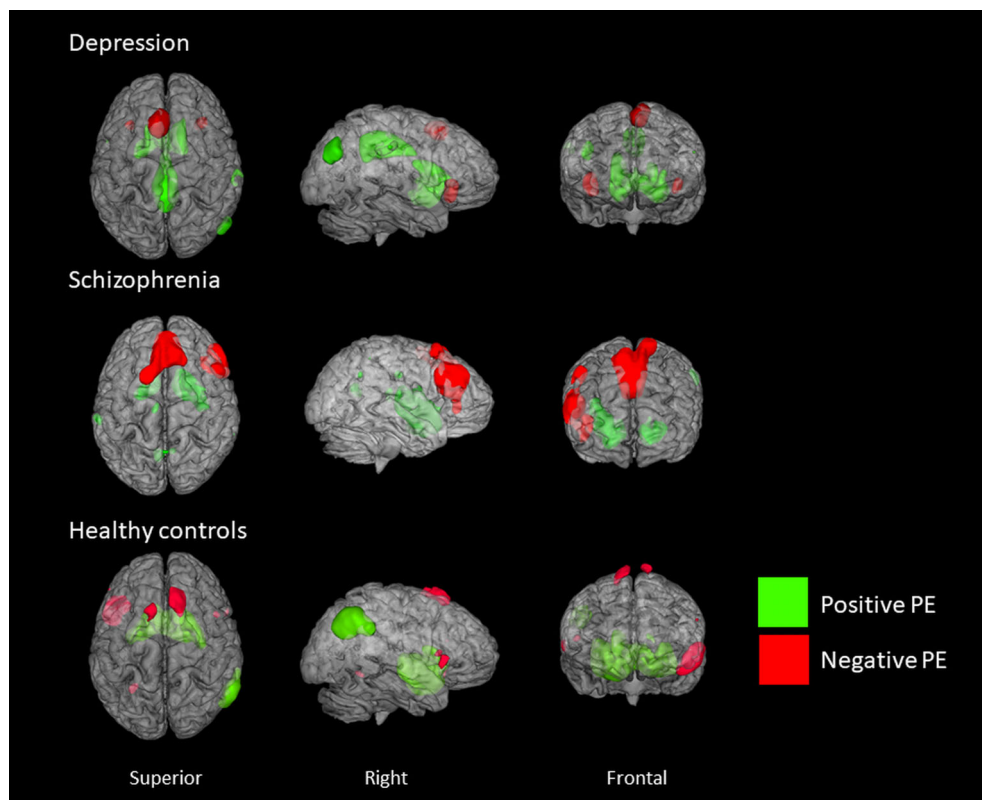 Depression
Schizophrenia
Healthy controls
Positive PE
Negative PE
Superior
Right
Frontal